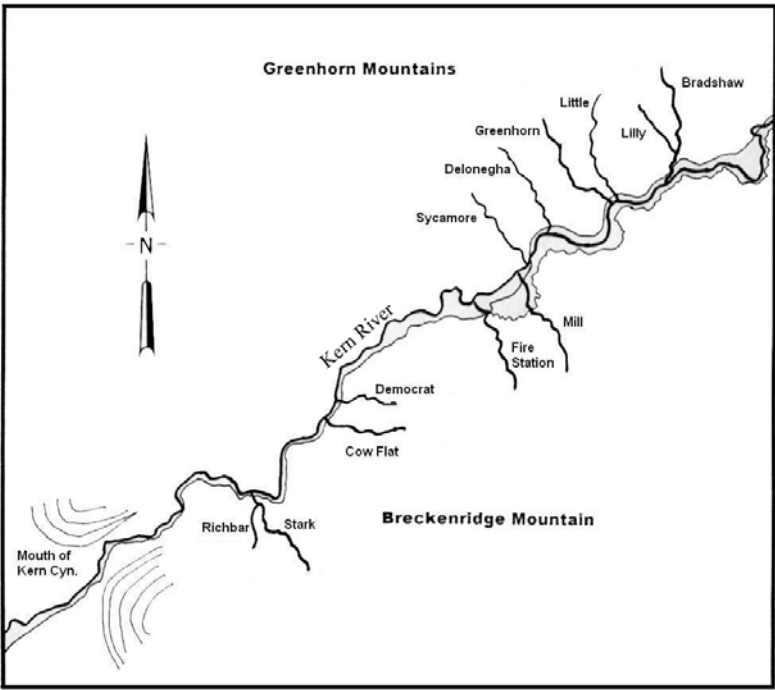 Greenhorn Mountains
Bradshaw
Little
Greenhorn
Lilly
Delonegha
Sycamore
N
Kern River
Mill
Fire
Station
Democrat
Cow Flat
Breckenridge Mountain
Richbar
Stark
Mouth of
Kern Cyn.